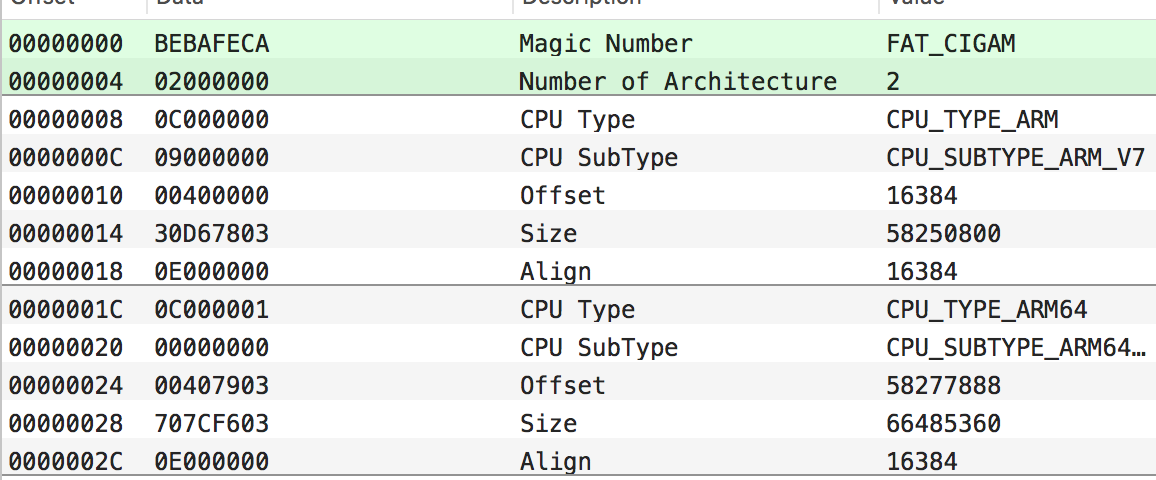 Offset Data Description Value
00000000 BEBAFECA Magic Number FAT_CIGAM
00000004 02000000 Number of Architecture 2
00000008 0C000000 CPU Type CPU_TYPE_ARM
0000000C 09000000 CPU SubType CPU_SUBTYPE_ARM_V7
00000010 00400000 Offset 16384
00000014 30D67803 Size 58250800
00000018 0E000000 Align 16384
0000001C 0C000001 CPU Type CPU_TYPE_ARM64
00000020 00000000 CPU SubType CPU_SUBTYPE_ARM64…
00000024 00407903 Offset 58277888
00000028 707CF603 Size 66485360
0000002C 0E000000 Align 16384